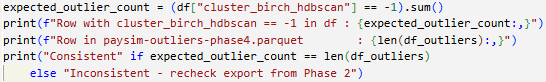 expected_outlier_count = (df["cluster_birch_hdbscan"] == -1).sum()
print(f"Row with cluster_birch_hdbscan == -1 in df : {expected_outlier_count:,}")
print(f"Row in paysim-outliers-phase4.parquet        : {len(df_outliers):,}")
print("Consistent" if expected_outlier_count == len(df_outliers)
    else "Inconsistent - recheck export from Phase 2")